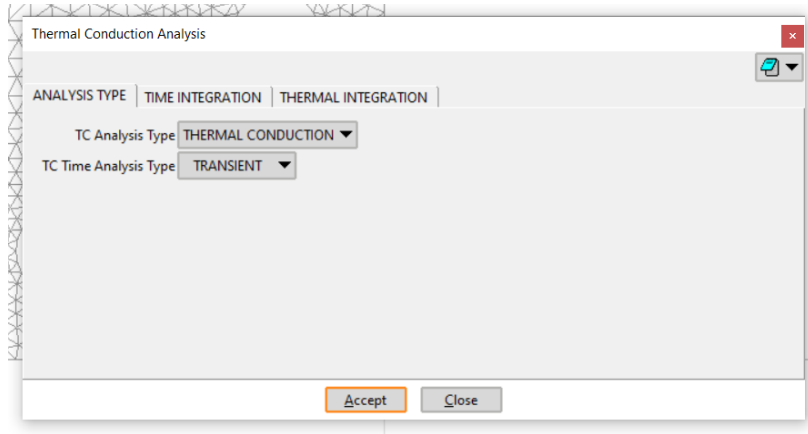 Thermal Conduction Analysis
ANALYSIS TYPE TIME INTEGRATION THERMAL INTEGRATION
TC Analysis Type THERMAL CONDUCTION
TC Time Analysis Type TRANSIENT
Accept Close